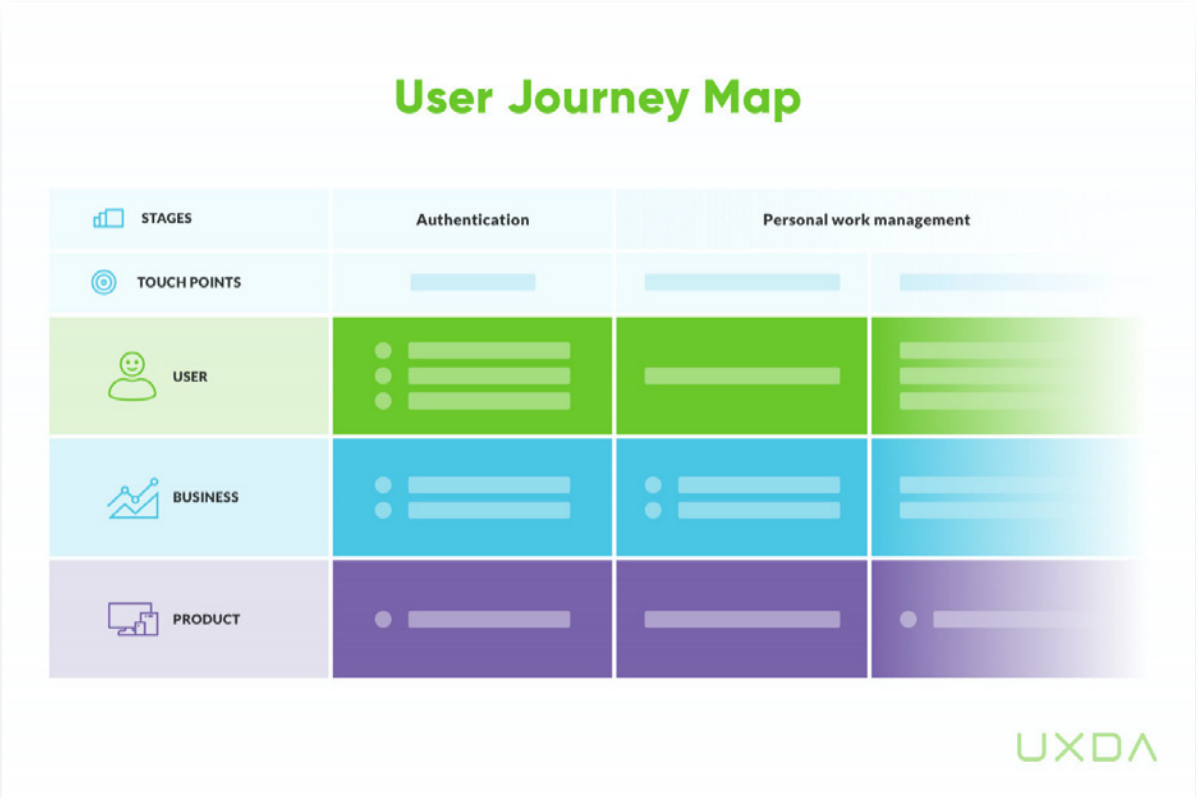 User Journey Map
STAGES
Authentication
Personal work management
TOUCH POINTS
USER
BUSINESS
PRODUCT
UXDA